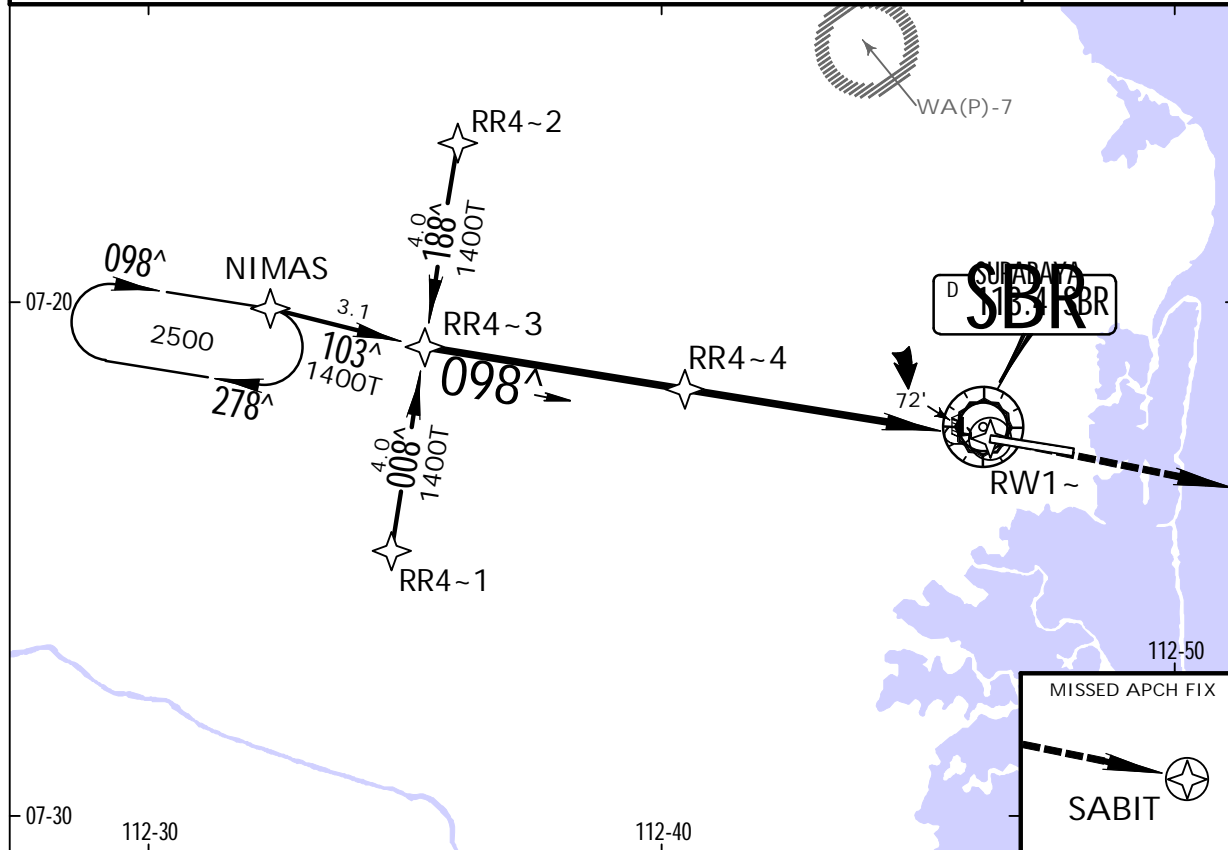 WA(P)-7
RR4~2
4.0
188^
1400T
098^
NIMAS
3.1
103^
1400T
2500
278^
RR4~3
098^
RR4~4
SURABAYA
D SBR
SBR
72'
RW1~
4.0
008^
1400T
RR4~1
07-20
112-50
MISSED APCH FIX
SABIT
07-30
112-30
112-40